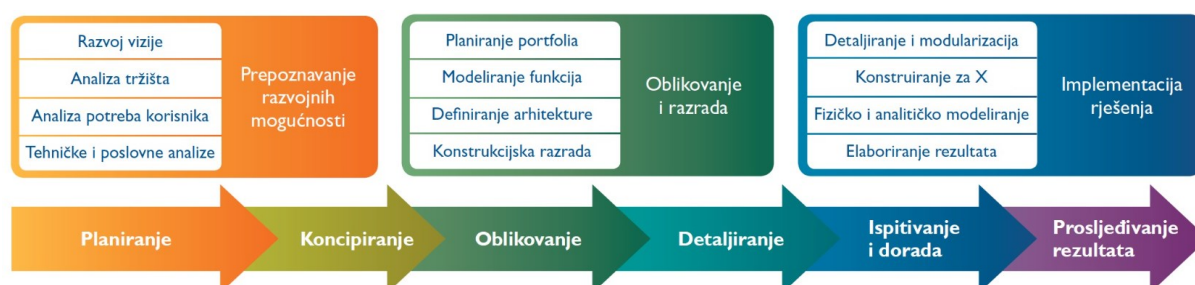 Razvoj vizije
Analiza tržišta
Analiza potreba korisnika
Tehničke i poslovne analize
Prepoznavanje
razvojnih
mogućnosti
Planiranje portfolia
Modeliranje funkcija
Definiranje arhitekture
Konstrukcijska razrada
Oblikovanje
i razrada
Detaljiranje i modularizacija
Konstruiranje za X
Fizičko i analitičko modeliranje
Elaboriranje rezultata
Implementacija
rješenja
Planiranje
Koncipiranje
Oblikovanje
Detaljiranje
Ispitivanje
i dorada
Prosljeđivanje
rezultata